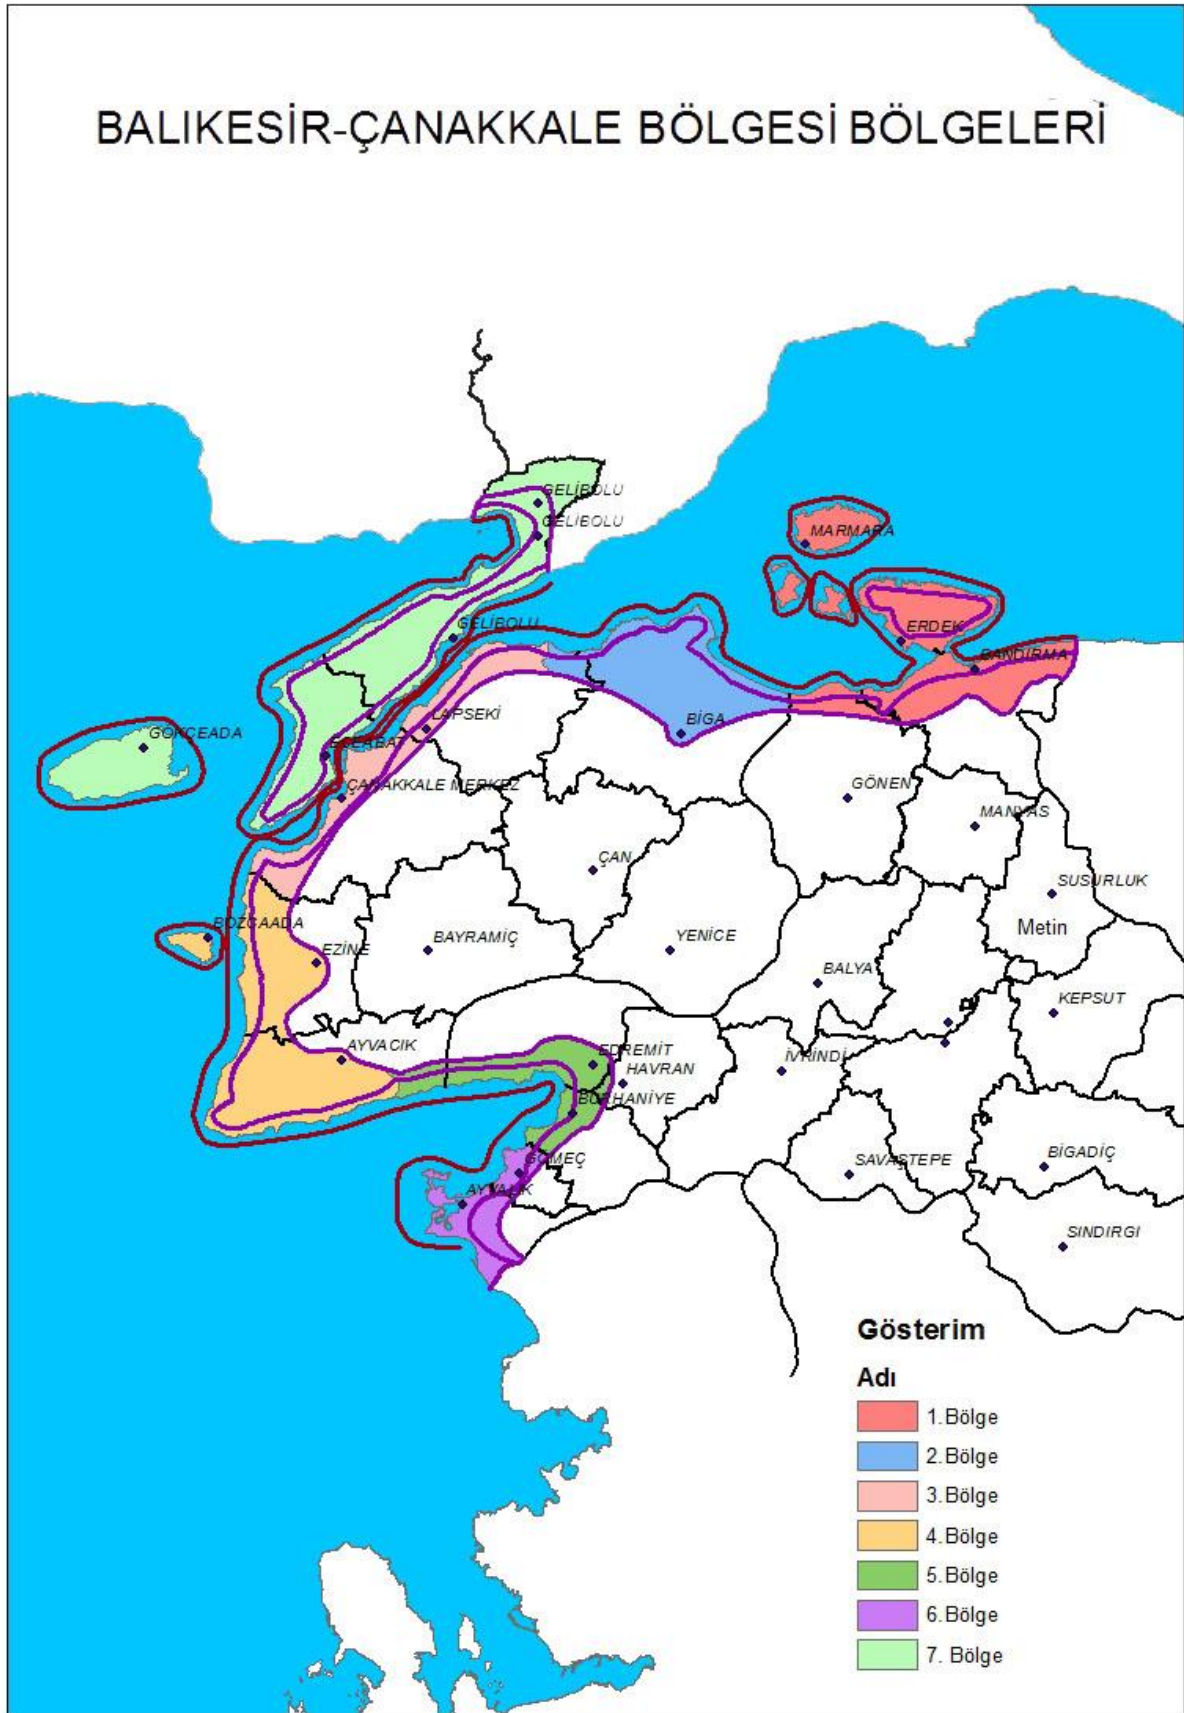 BALIKESİR-ÇANAKKALE BÖLGESİ BÖLGELERİ
GELİBOLU
GELİBOLU
MARMARA
GELİBOLU
ERDEK
BANDIRMA
LAPSEKİ
BİGA
GÖKÇEADA
ECEABAT
ÇANAKKALE MERKEZ
GÖNEN
MANYAS
ÇAN
SUSURLUK
Metin
BOZCAADA
EZİNE
BAYRAMİÇ
YENİCE
BALYA
KEPSUT
AYVACIK
EDREMİT
HAVRAN
İVRİNDİ
BURHANİYE
GÖMEÇ
SAVAŞTEPE
BİGADİÇ
AYVALIK
SINDIRGI
Gösterim
Adı
1.Bölge
2.Bölge
3.Bölge
4.Bölge
5.Bölge
6.Bölge
7. Bölge